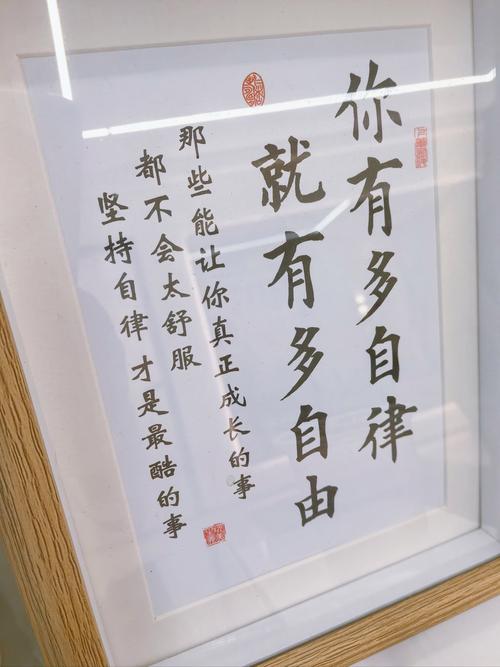 你有多自律
就有多自由
那些能让你真正成长的事
都不会太舒服
坚持自律才是最酷的事